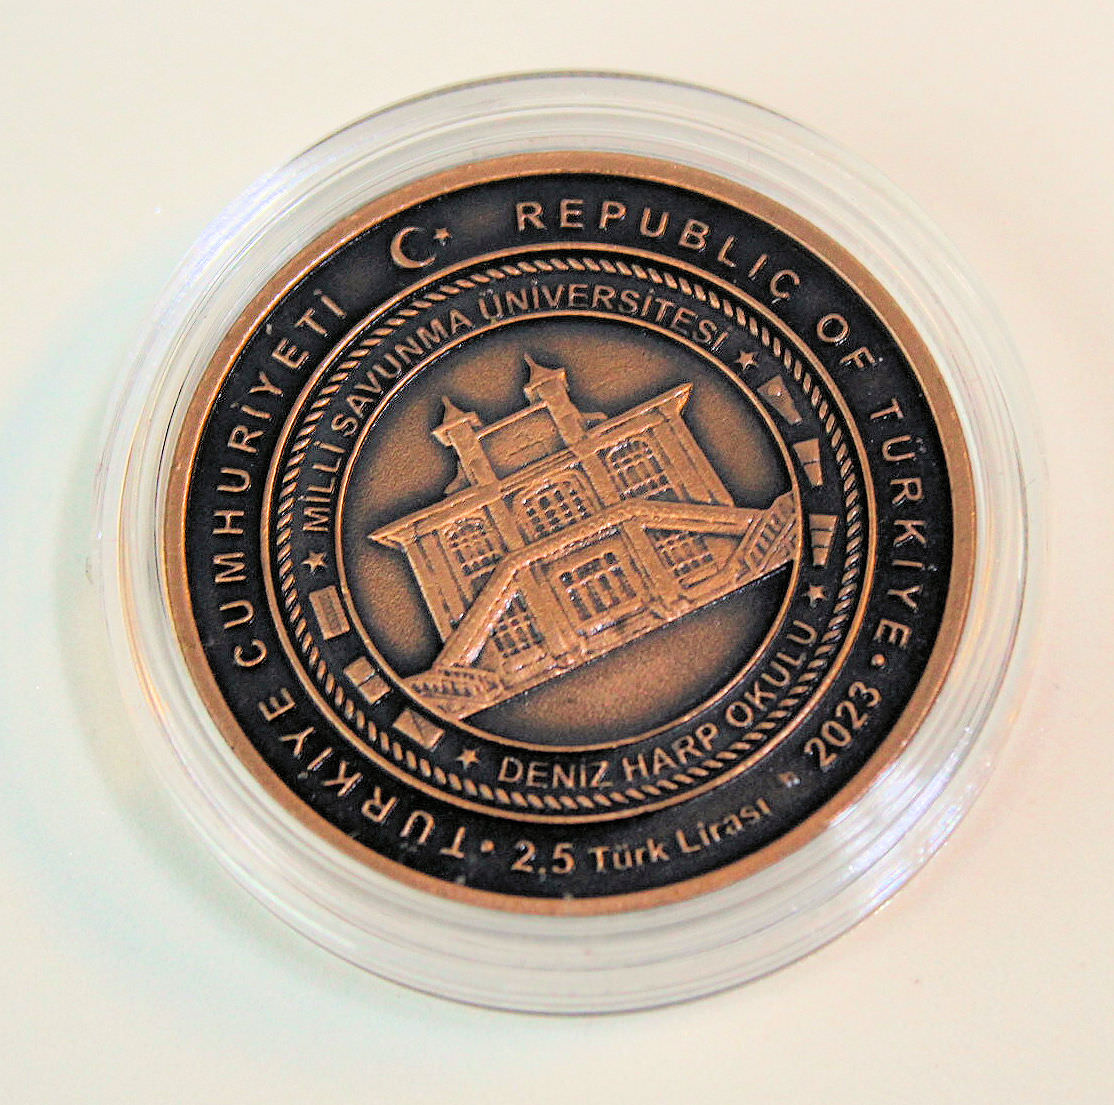 TÜRKİYE CUMHURİYETİ
REPUBLIC OF TÜRKİYE
MİLLİ SAVUNMA ÜNİVERSİTESİ
DENİZ HARP OKULU
2,5 Türk Lirası
2023